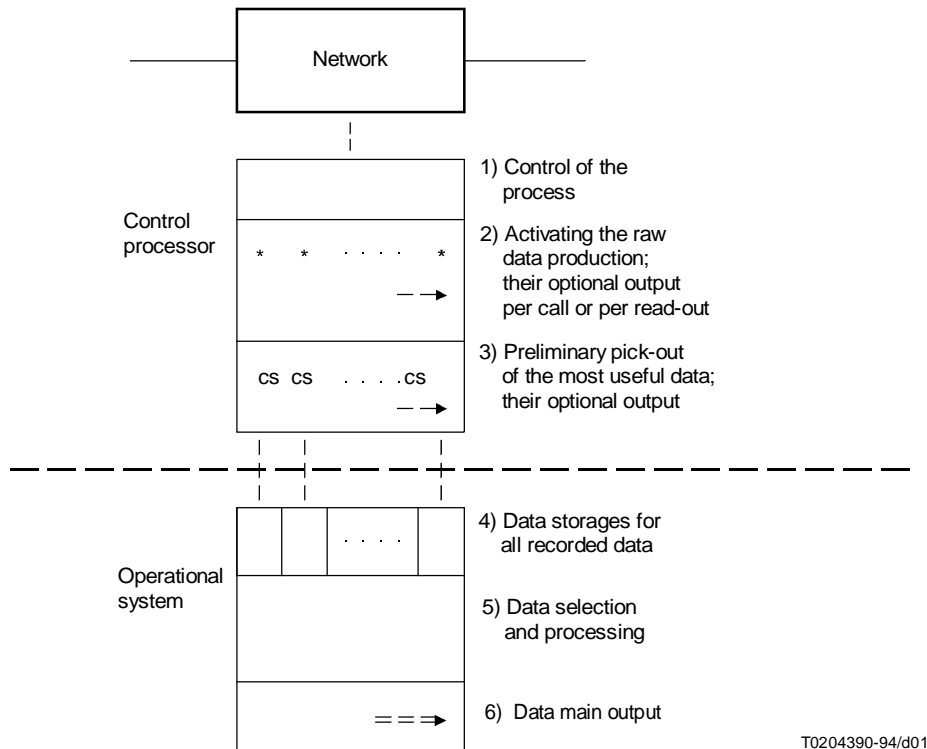 Network
1) Control of the
process
Control
processor
2) Activating the raw
data production;
their optional output
per call or per read-out
* * . . . . *
3) Preliminary pick-out
of the most useful data;
their optional output
cs cs . . . . cs
4) Data storages for
all recorded data
. . . .
Operational
system
5) Data selection
and processing
6) Data main output
T0204390-94/d01